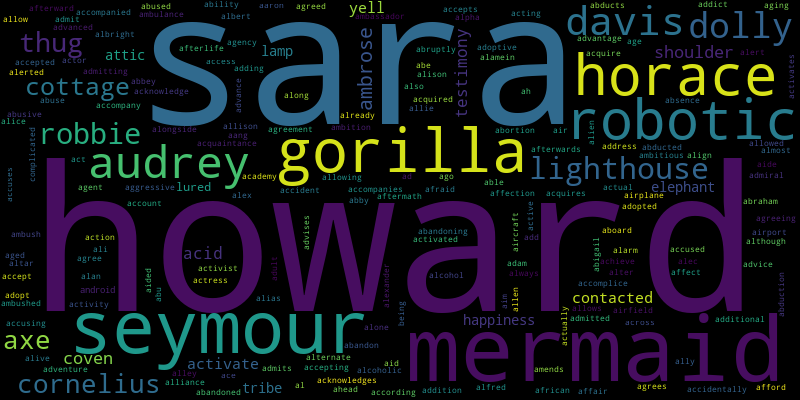 afterward accompanied abused ability aaron agreed yell ambassador accepts alpha acting abducts addict aging
allow admit ambulance albert sara davis dolly
thug advanced albright afterlife agency lamp abruptly adoptive age advantage
accepted actor attic access ambrose abe alamein acquire shoulder alert
alerted admitting adding alison testimony horace activates
cottage abbey acknowledge advance along also acquired ah absence
abuse accompany already allie robotic
abusive alongside allison agreement ambition abortion air alien
alice robbie aang acquaintance afterwards address abducted allowed
complicated act audrey academy gorilla lighthouse ambitious align almost
accuses agent aggressive lured accident allowing ad ago able actual aide admiral
account alex accompanies afraid affection acquires elephant airplane adopted abraham
howard abby aftermath abandoning advises activated active aircraft add aboard agreeing
ambush action acid adam abigail alarm accused airport although
aged altar ali activist aided adult alexander always achieve alec advice
accept agree alan actress abu alcohol aim allen alter affect accomplice abduction
adopt android activity alias contacted
ambushed seymour alone being happiness allows airfield
accusing axe abandon actually admitted across additional
alive coven alternate mermaid
adventure activate admits accepting aid amends ally accidentally
cornelius alliance alley ace tribe al acknowledges alcoholic african affair agrees afford
abandoned ahead according addition alfred